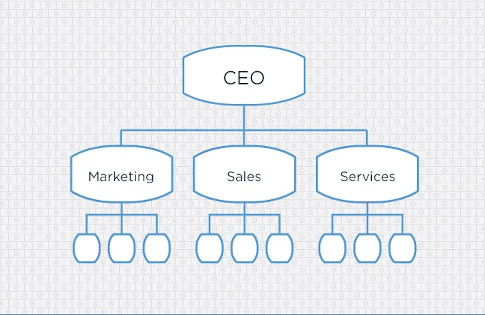 CEO
Marketing
Sales
Services